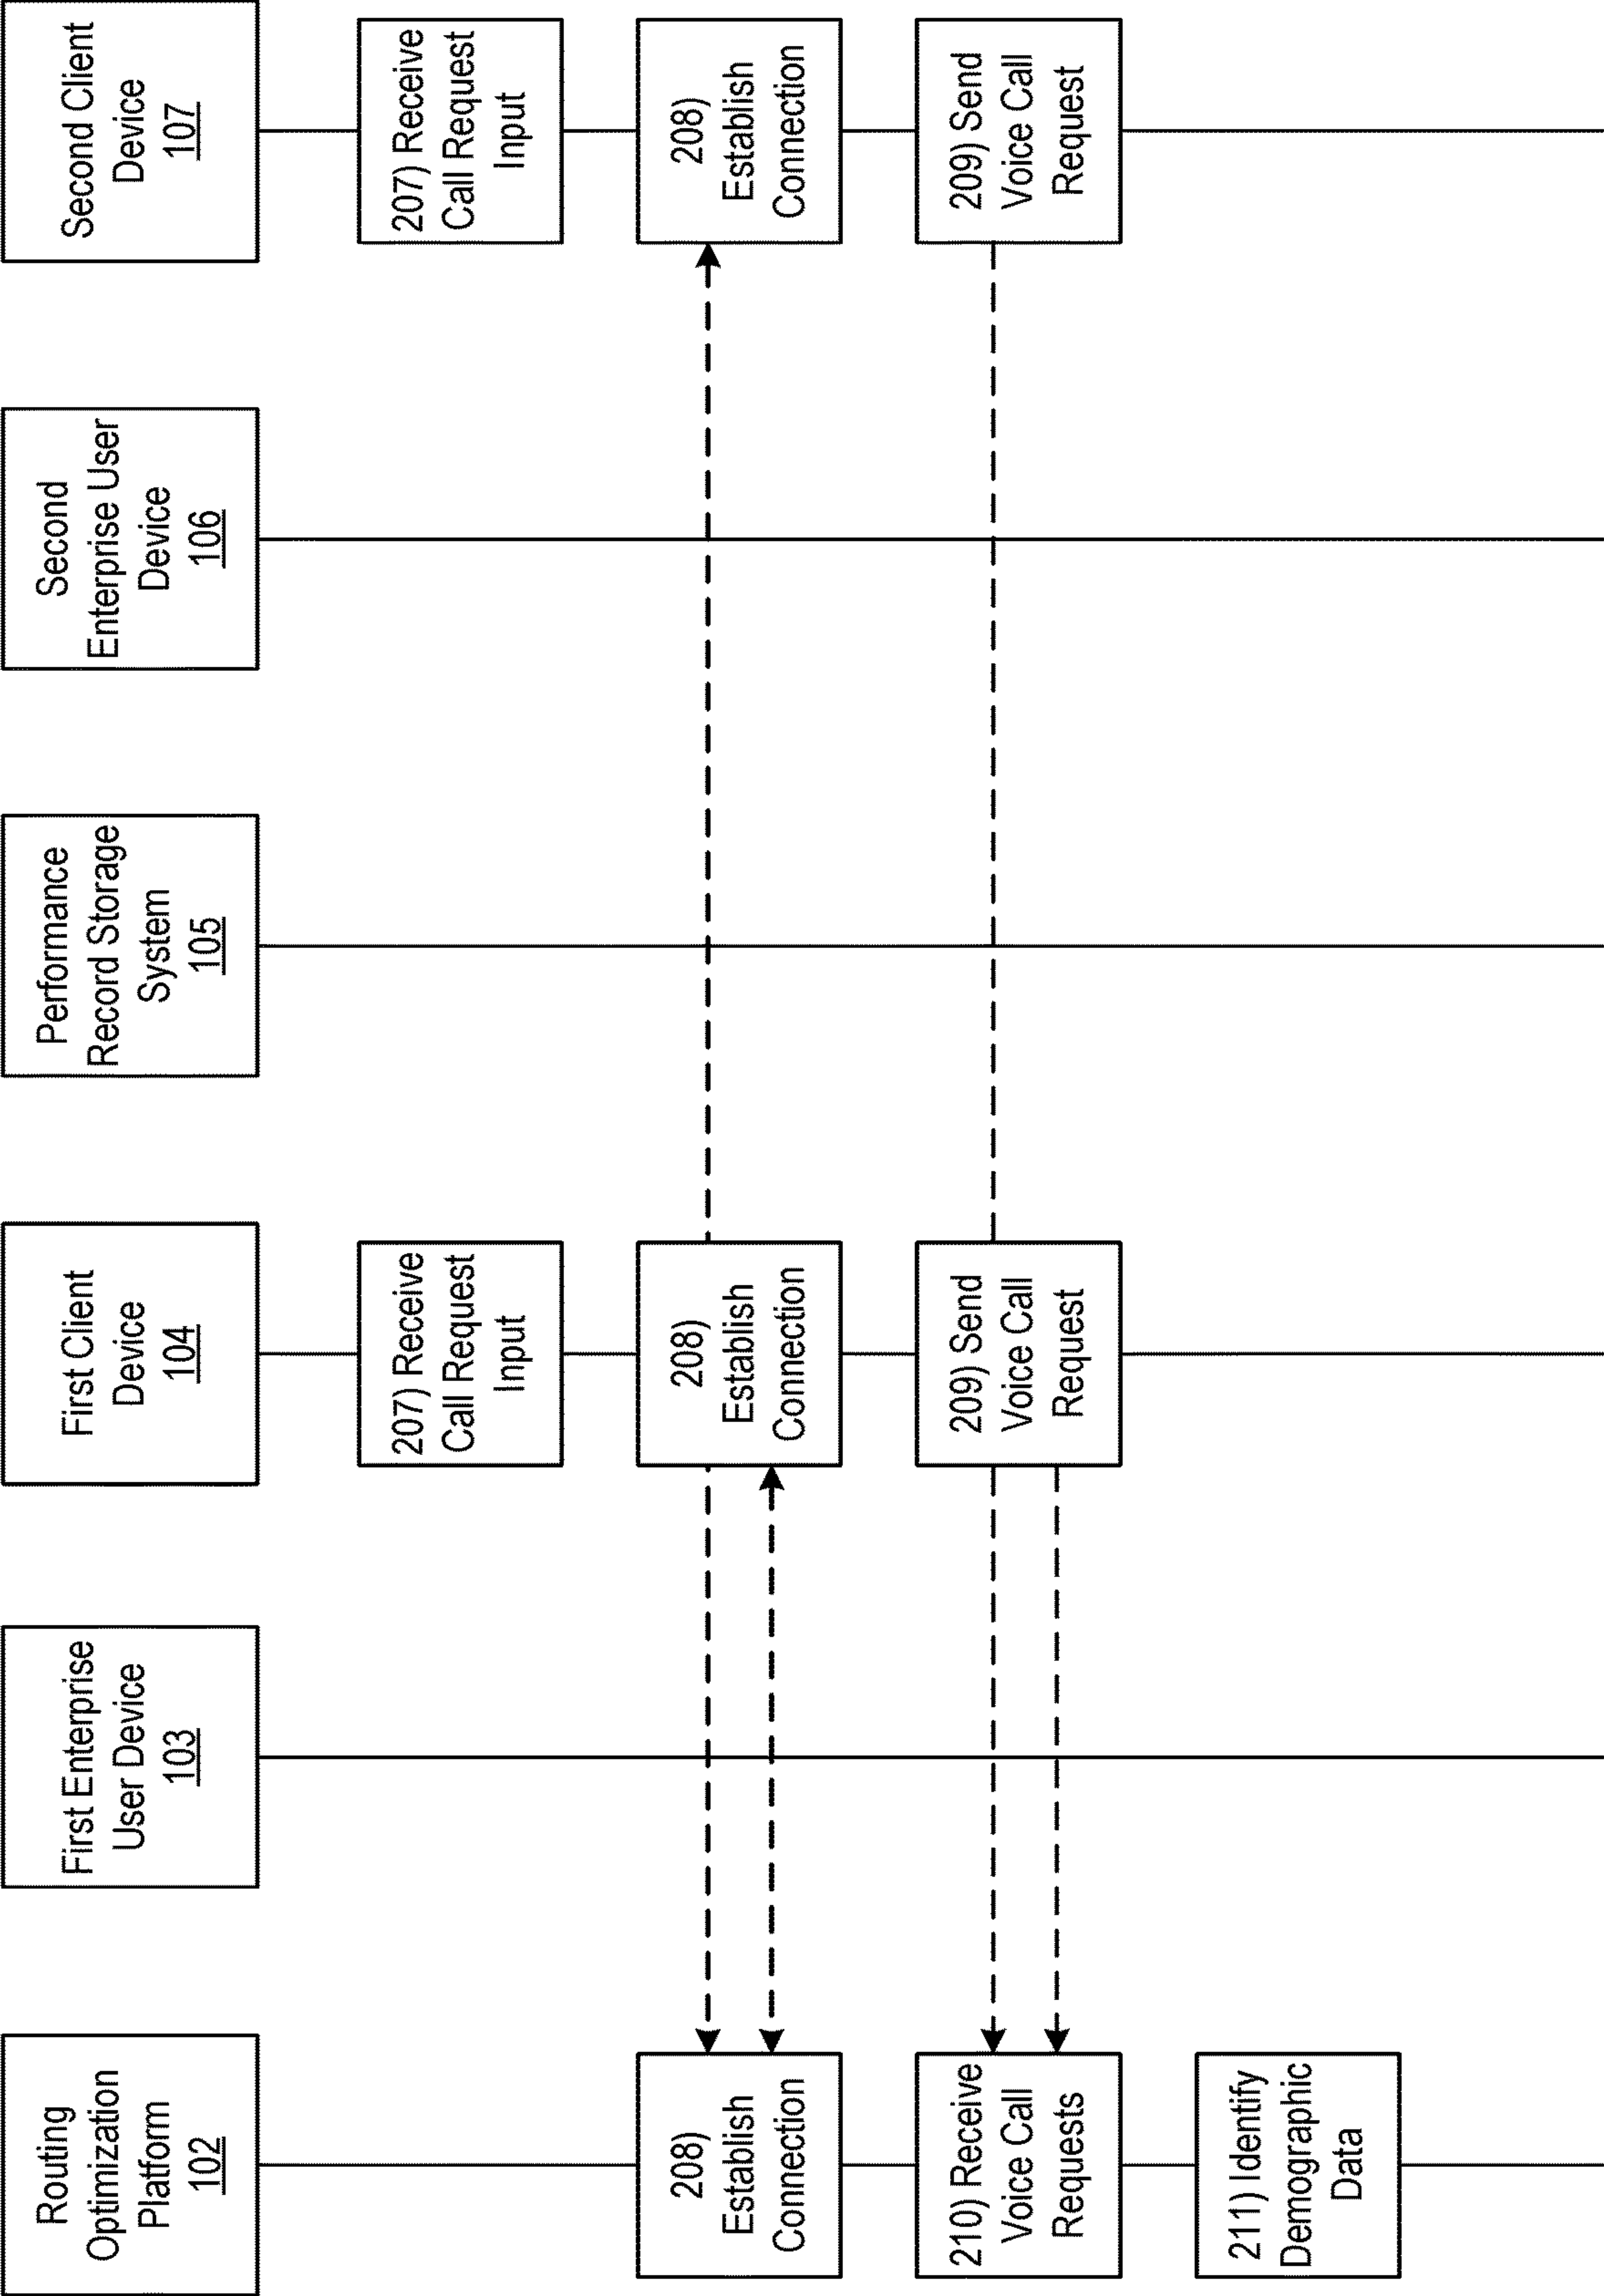 Routing
Optimization
Platform
102
First Enterprise
User Device
103
First Client
Device
104
Performance
Record Storage
System
105
Second
Enterprise User
Device
106
Second Client
Device
107
207) Receive
Call Request
Input
207) Receive
Call Request
Input
208)
Establish
Connection
208)
Establish
Connection
208)
Establish
Connection
210) Receive
Voice Call
Requests
209) Send
Voice Call
Request
209) Send
Voice Call
Request
211) Identify
Demographic
Data